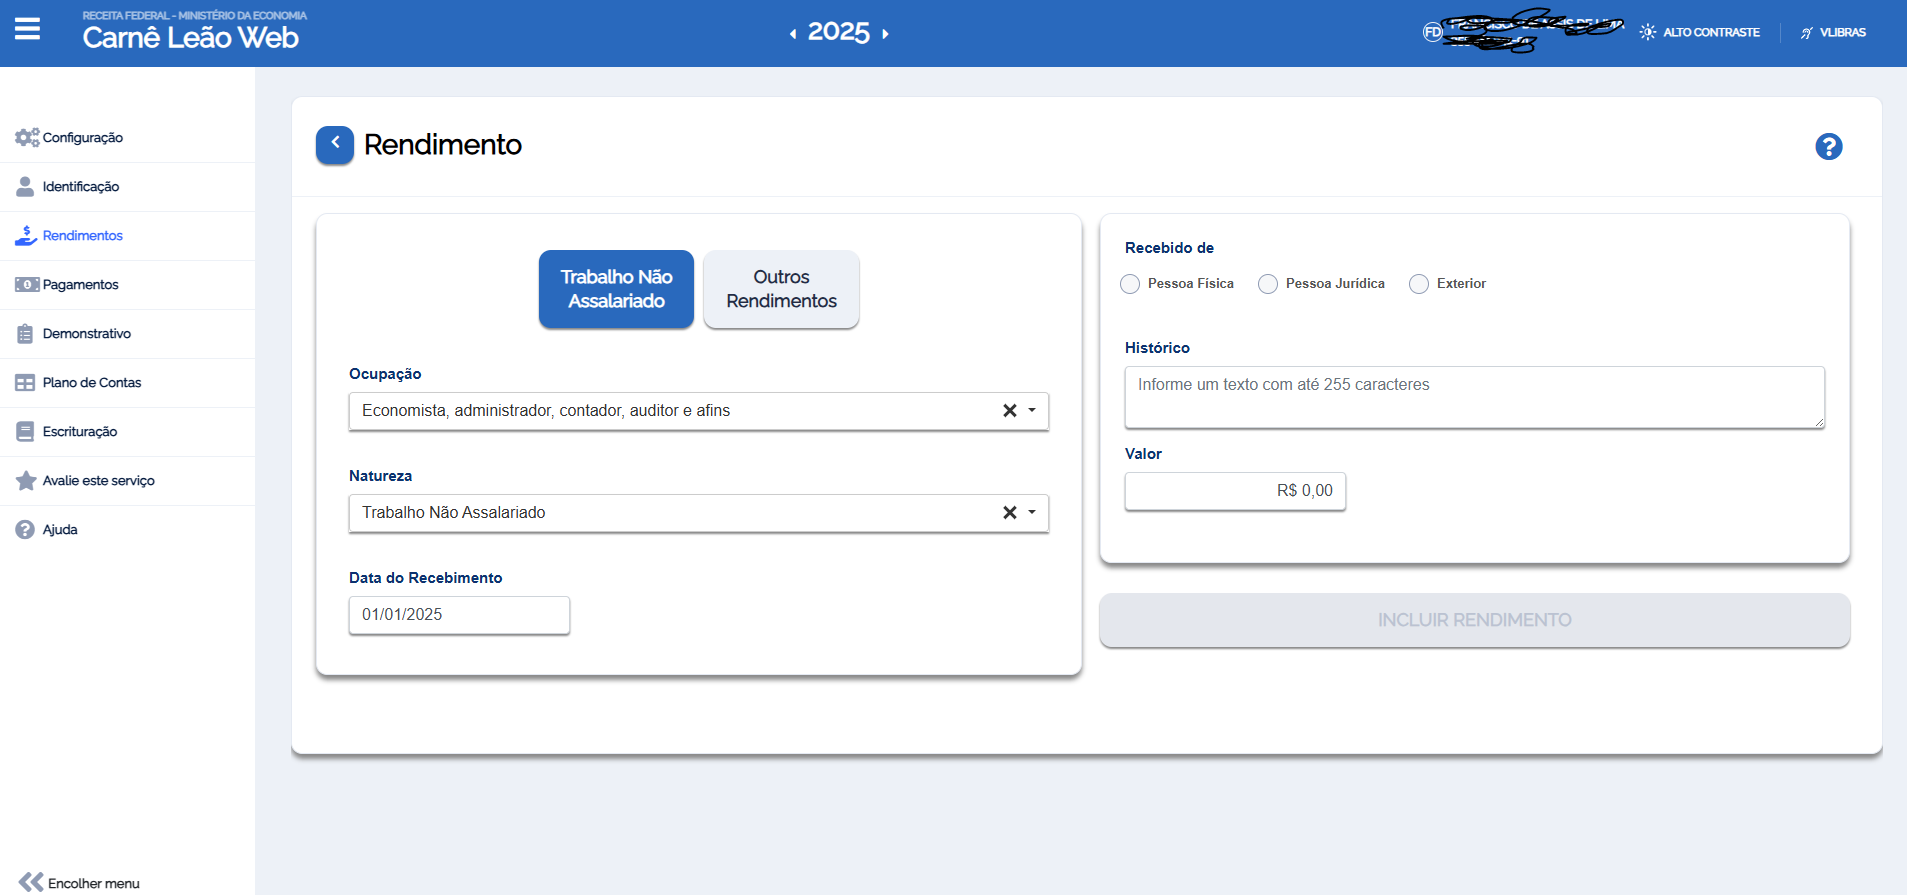 RECEITA FEDERAL - MINISTÉRIO DA ECONOMIA
Carnê Leão Web
2025
FD
ALTO CONTRASTE
VLIBRAS
Configuração
Identificação
Rendimentos
Pagamentos
Demonstrativo
Plano de Contas
Escrituração
Avalie este serviço
Ajuda
Encolher menu
Rendimento
Trabalho Não
Assalariado
Outros
Rendimentos
Ocupação
Economista, administrador, contador, auditor e afins
Natureza
Trabalho Não Assalariado
Data do Recebimento
01/01/2025
Recebido de
Pessoa Física
Pessoa Jurídica
Exterior
Histórico
Informe um texto com até 255 caracteres
Valor
R$ 0,00
INCLUIR RENDIMENTO